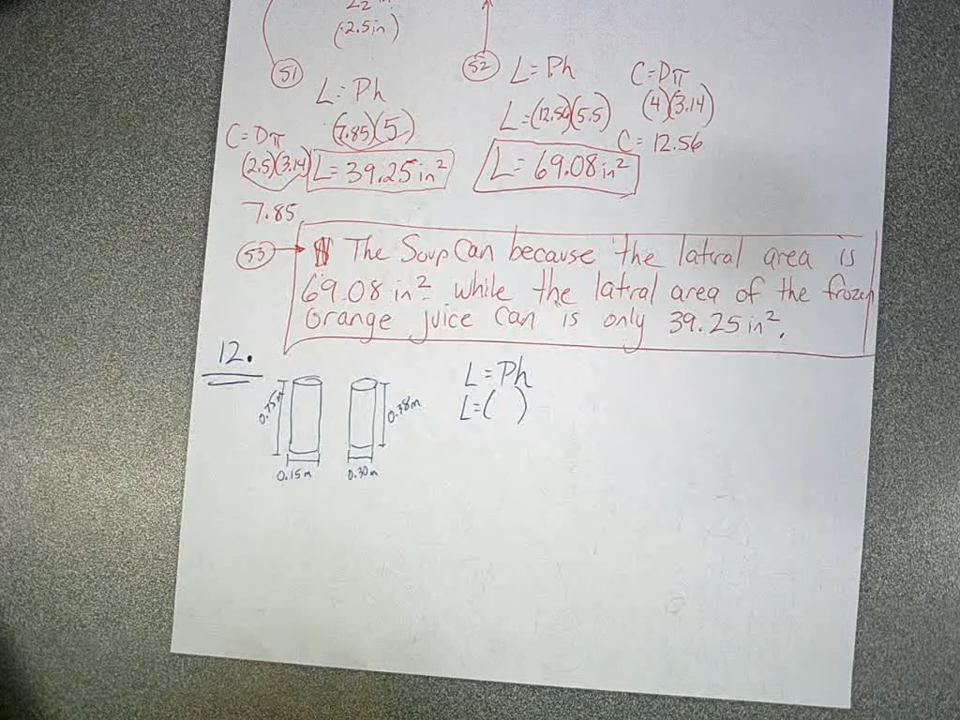 (2.5in)
51
52
L = Ph
C = Dπ
L = Ph
L = (12.56)(5.5)
(4)(3.14)
C = Dπ
(7.85)(5)
C = 12.56
(2.5)(3.14)
L = 39.25 in²
L = 69.08 in²
7.85
53
The Soup Can because the latral area is
69.08 in² while the latral area of the frozen
Orange juice Can is only 39.25 in².
12.
L = Ph
0.75m
0.38m
L = ( )
0.15m
0.30m